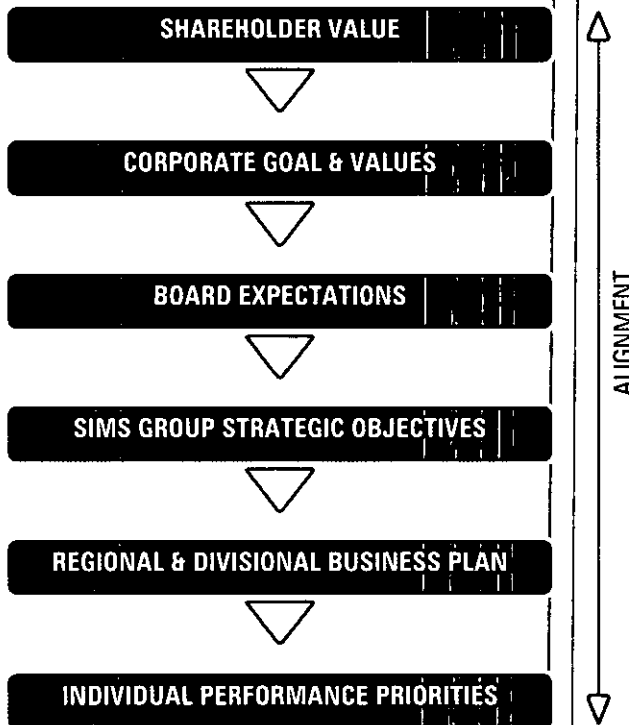 SHAREHOLDER VALUE
CORPORATE GOAL & VALUES
BOARD EXPECTATIONS
SIMS GROUP STRATEGIC OBJECTIVES
REGIONAL & DIVISIONAL BUSINESS PLAN
INDIVIDUAL PERFORMANCE PRIORITIES
ALIGNMENT